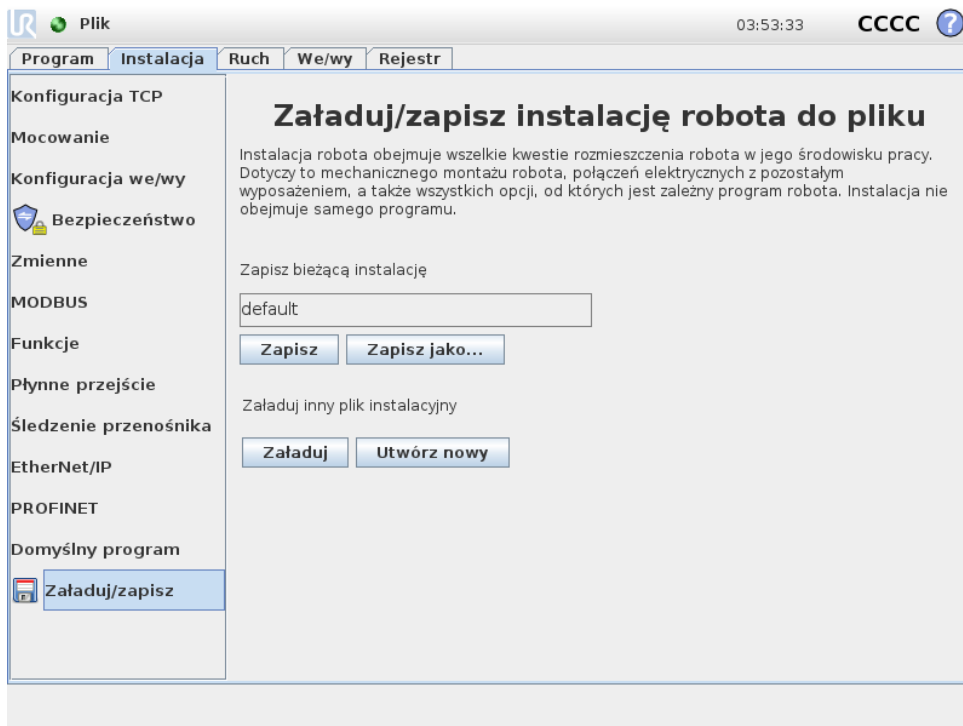 UR Plik 03:53:33 CCCC ?
Program Instalacja Ruch We/wy Rejestr
Konfiguracja TCP
Mocowanie
Konfiguracja we/wy
Bezpieczeństwo
Zmienne
MODBUS
Funkcje
Płynne przejście
Śledzenie przenośnika
EtherNet/IP
PROFINET
Domyślny program
Załaduj/zapisz
Załaduj/zapisz instalację robota do pliku
Instalacja robota obejmuje wszelkie kwestie rozmieszczenia robota w jego środowisku pracy.
Dotyczy to mechanicznego montażu robota, połączeń elektrycznych z pozostałym
wyposażeniem, a także wszystkich opcji, od których jest zależny program robota. Instalacja nie
obejmuje samego programu.
Zapisz bieżącą instalację
default
Zapisz Zapisz jako...
Załaduj inny plik instalacyjny
Załaduj Utwórz nowy